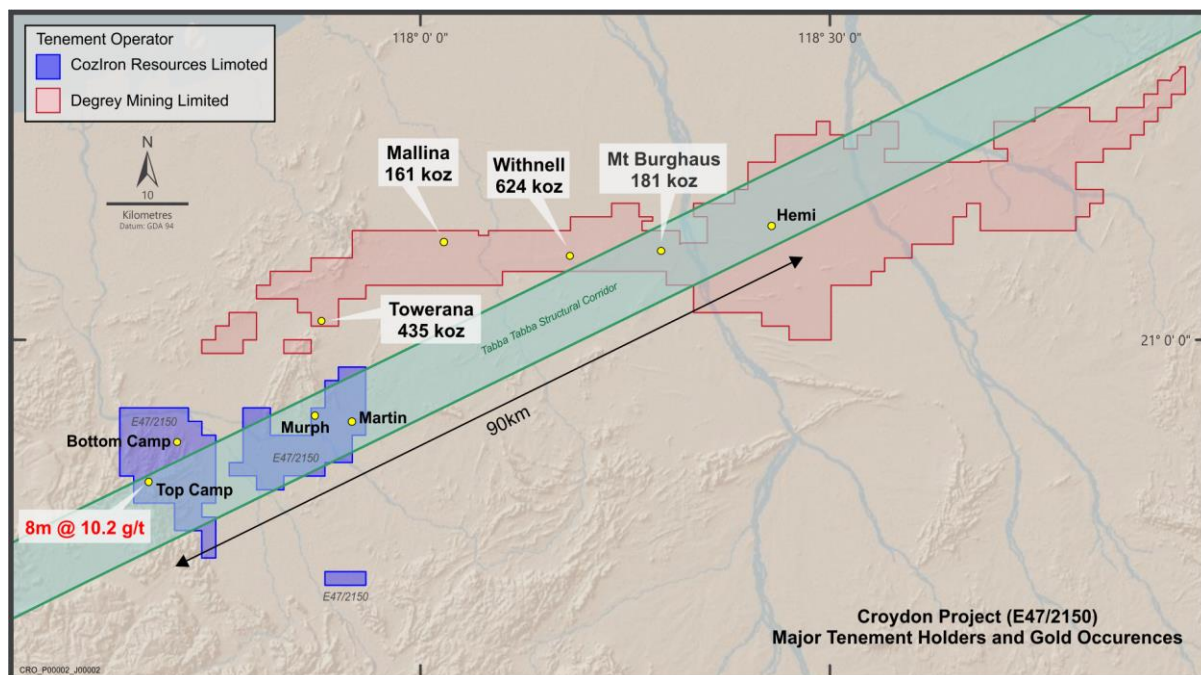 Tenement Operator
CozIron Resources Limoted
Degrey Mining Limited
118° 0' 0"
118° 30' 0"
N
10
Kilometres
Datum: GDA 94
Mallina
161 koz
Withnell
624 koz
Mt Burghaus
181 koz
Hemi
Towerana
435 koz
Tabba Tabba Structural Corridor
21° 0' 0"
90km
E47/2150
Bottom Camp
Murph
Martin
E47/2150
Top Camp
8m @ 10.2 g/t
E47/2150
Croydon Project (E47/2150)
Major Tenement Holders and Gold Occurences
CRO_P00002_J00002